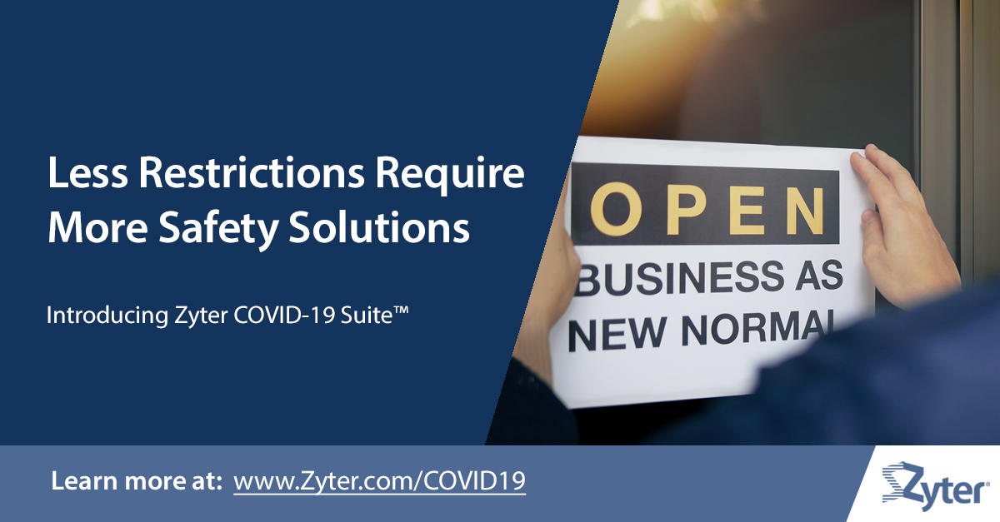 Less Restrictions Require
More Safety Solutions
Introducing Zyter COVID-19 Suite™
OPEN
BUSINESS AS
NEW NORMAL
Learn more at: www.Zyter.com/COVID19
Zyter®